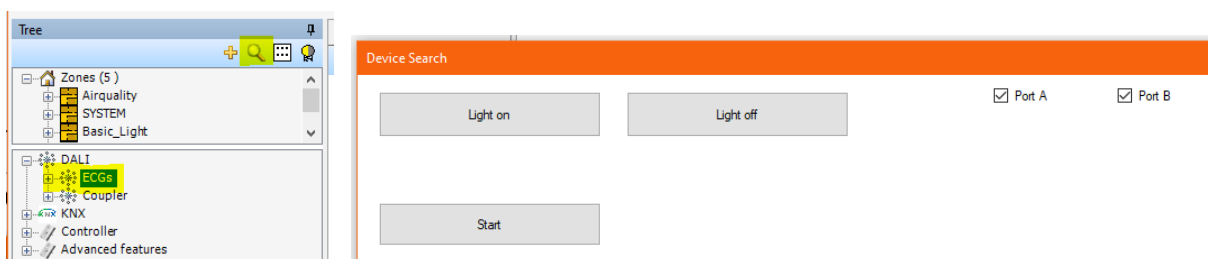 Tree
Zones (5 )
Airquality
SYSTEM
Basic_Light
DALI
ECGs
Coupler
KNX KNX
Controller
Advanced features
Device Search
Light on Light off Port A Port B
Start